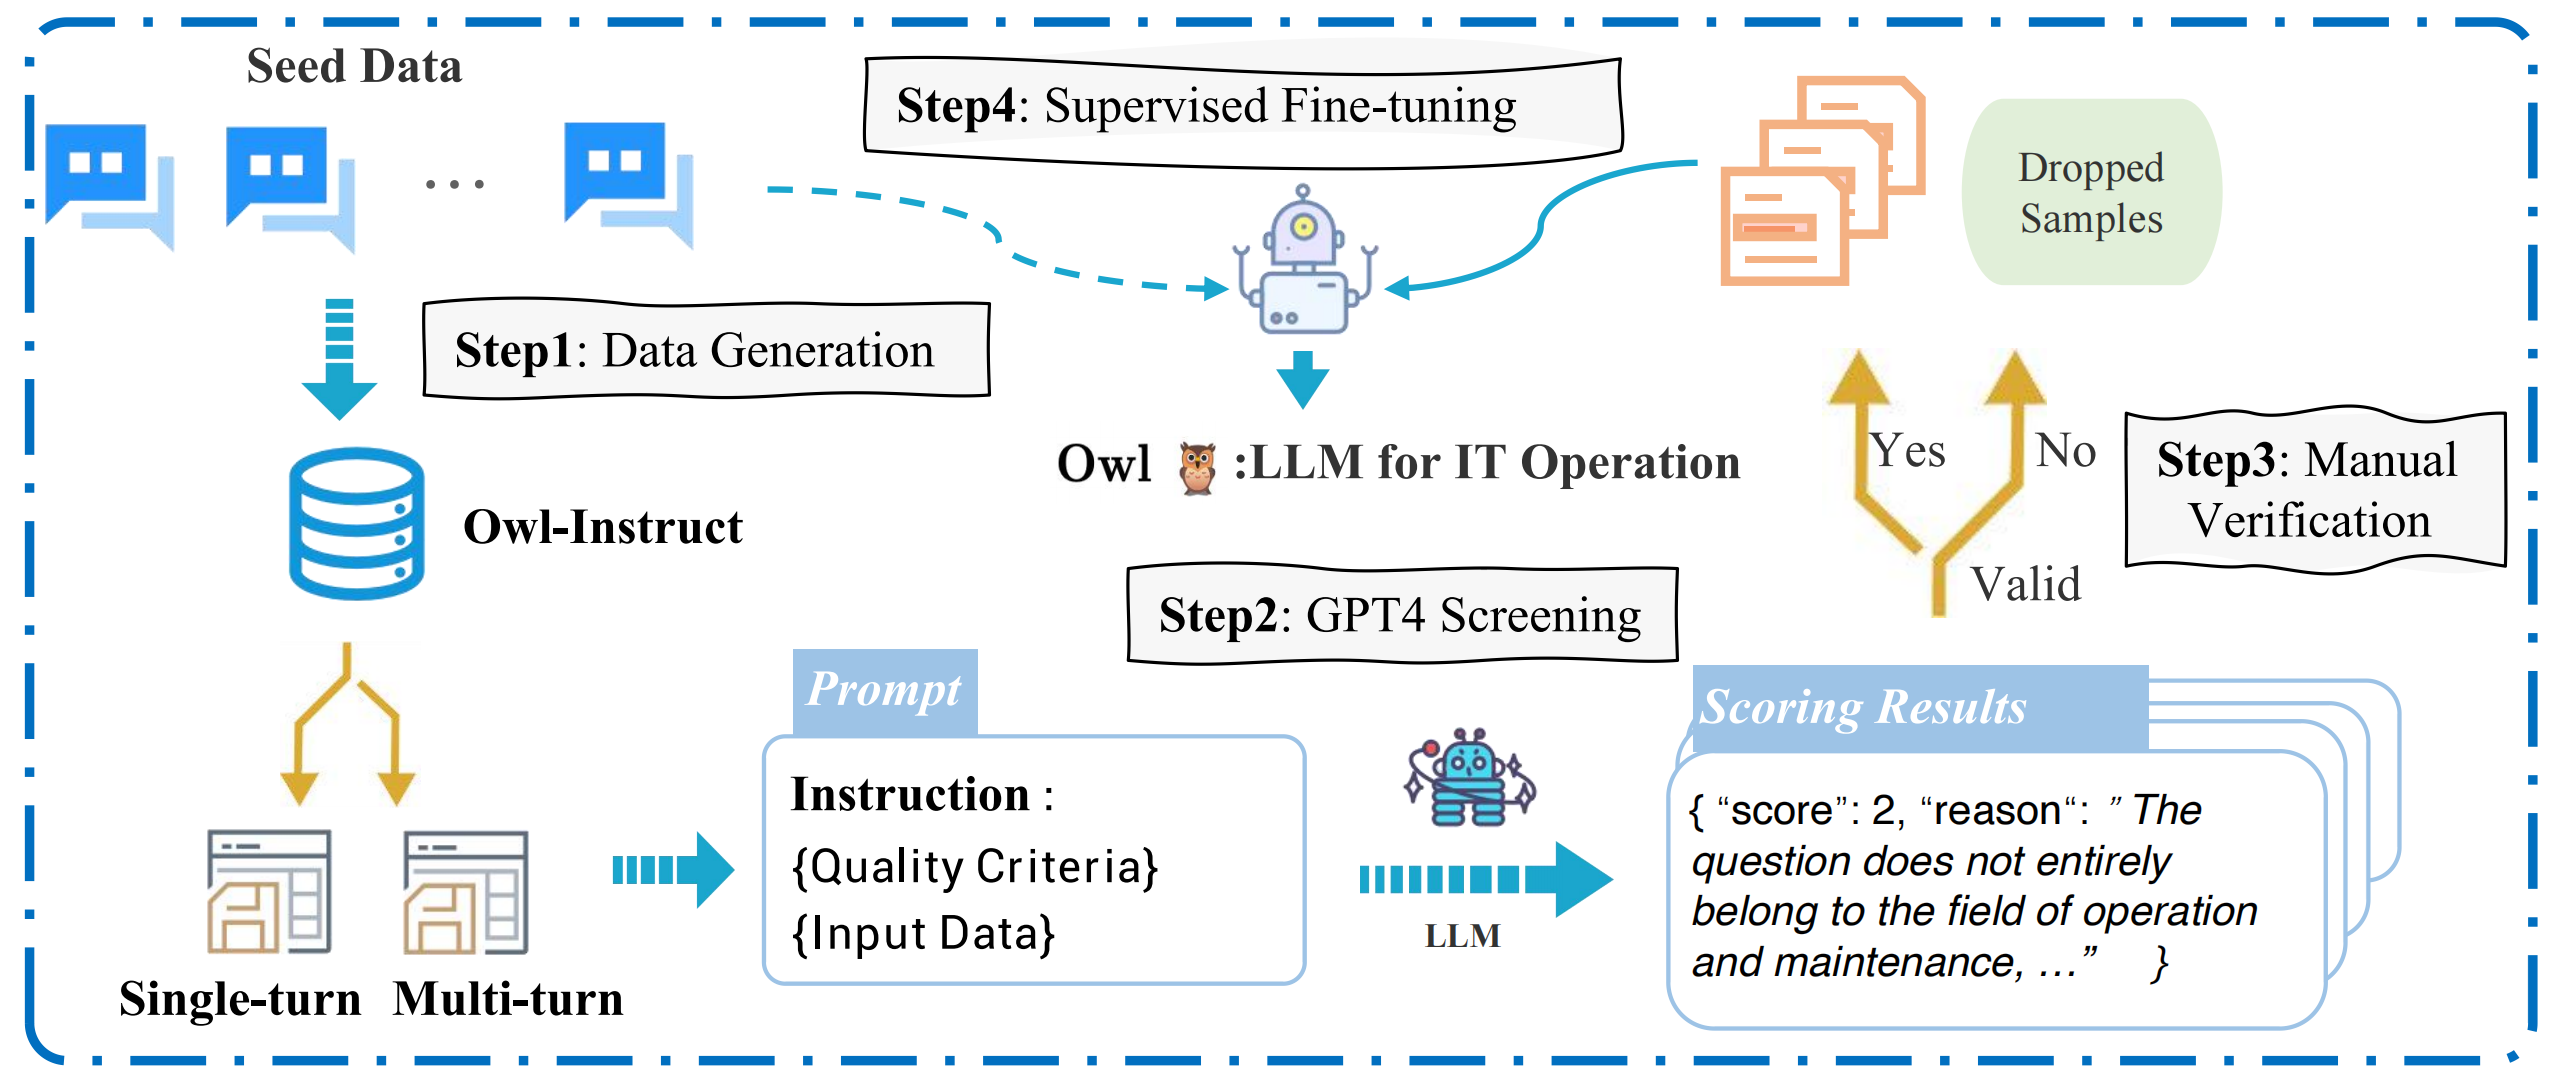 Seed Data
...
Step4: Supervised Fine-tuning
Dropped
Samples
Step1: Data Generation
Owl :LLM for IT Operation
Yes
No
Valid
Step3: Manual
Verification
Owl-Instruct
Step2: GPT4 Screening
Single-turn
Multi-turn
Prompt
Instruction :
{Quality Criteria}
{Input Data}
LLM
Scoring Results
{ “score”: 2, “reason“: ” The
question does not entirely
belong to the field of operation
and maintenance, ...” }